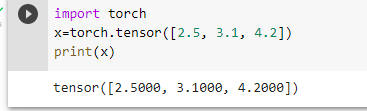 import torch
x=torch.tensor([2.5, 3.1, 4.2])
print(x)
tensor([2.5000, 3.1000, 4.2000])